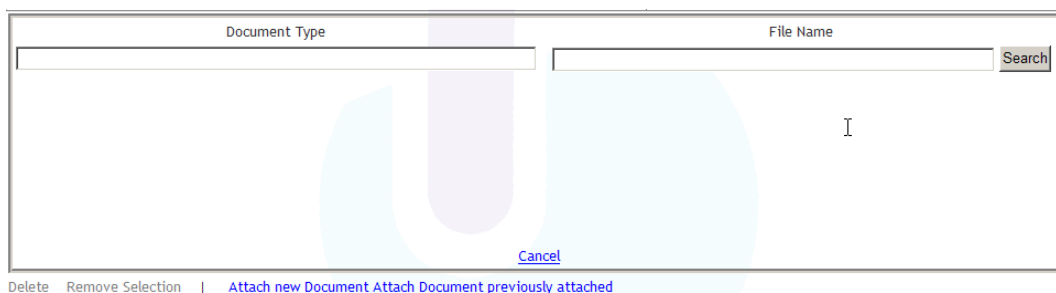 Document Type File Name
Search
Cancel
Delete Remove Selection | Attach new Document Attach Document previously attached